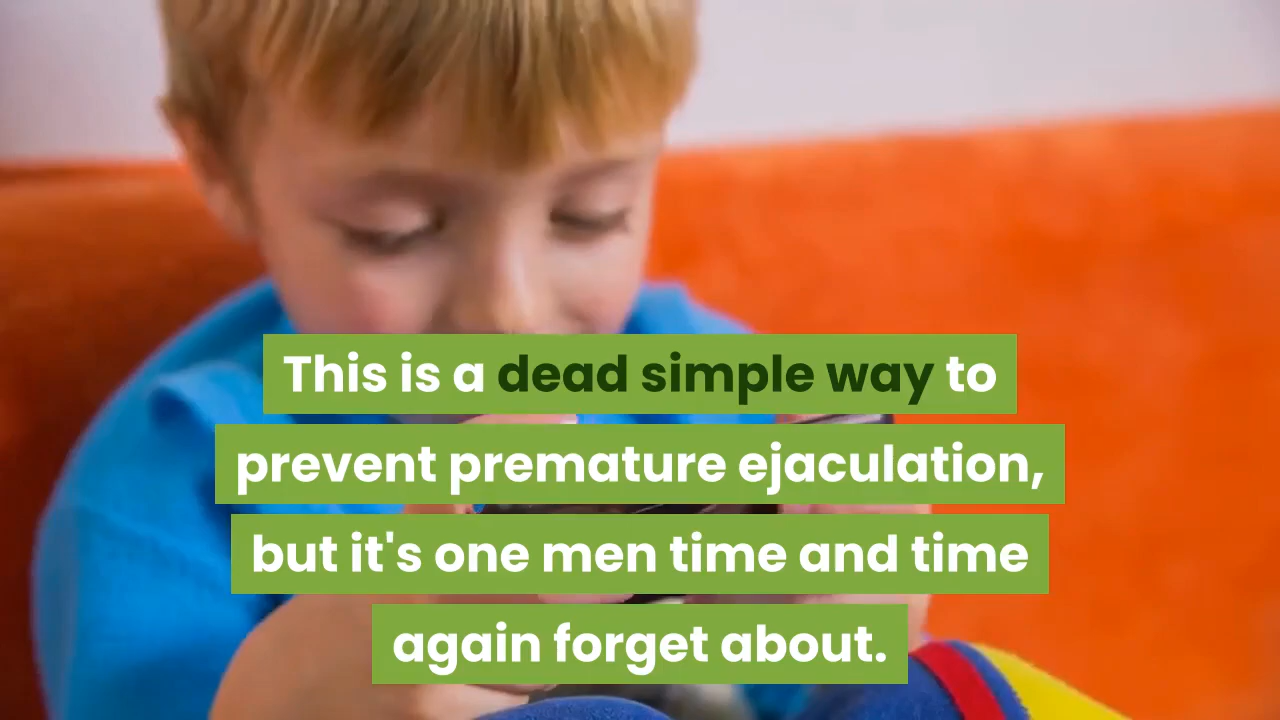 This is a dead simple way to
prevent premature ejaculation,
but it's one men time and time
again forget about.